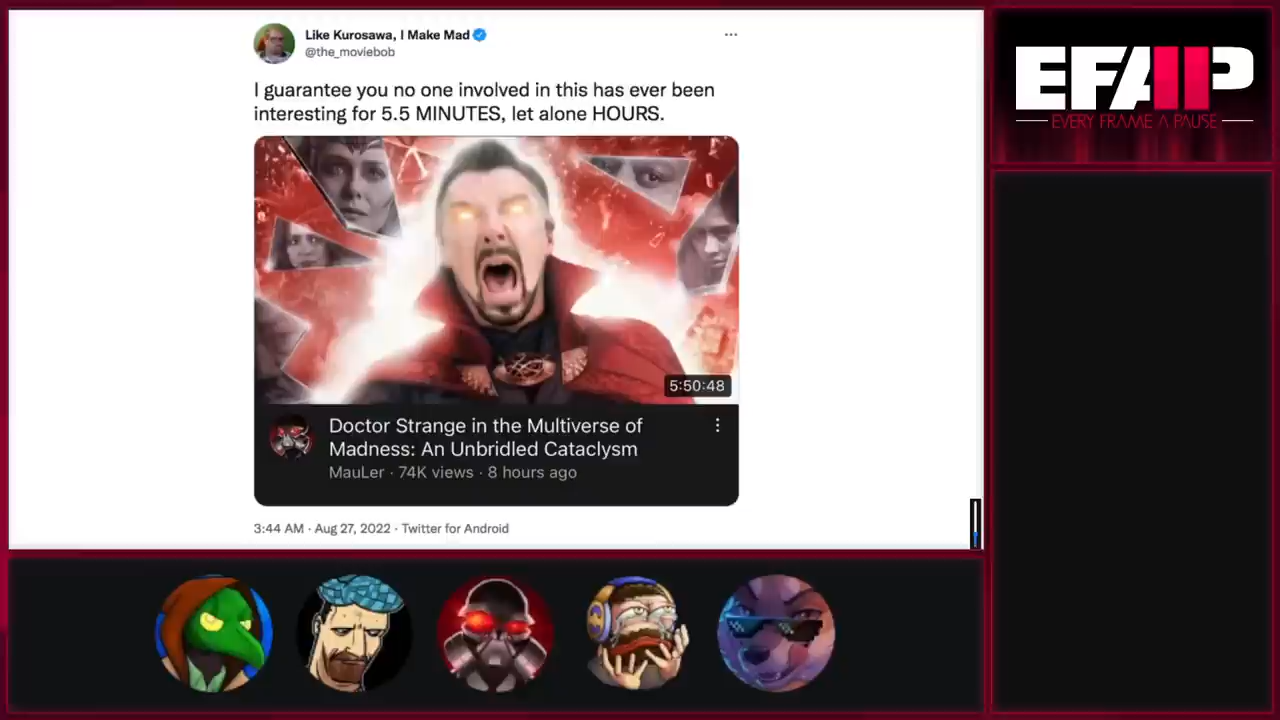 Like Kurosawa, I Make Mad
@the_moviebob
I guarantee you no one involved in this has ever been
interesting for 5.5 MINUTES, let alone HOURS.
5:50:48
Doctor Strange in the Multiverse of
Madness: An Unbridled Cataclysm
MauLer · 74K views · 8 hours ago
3:44 AM · Aug 27, 2022 · Twitter for Android
EFAP
EVERY FRAME A PAUSE